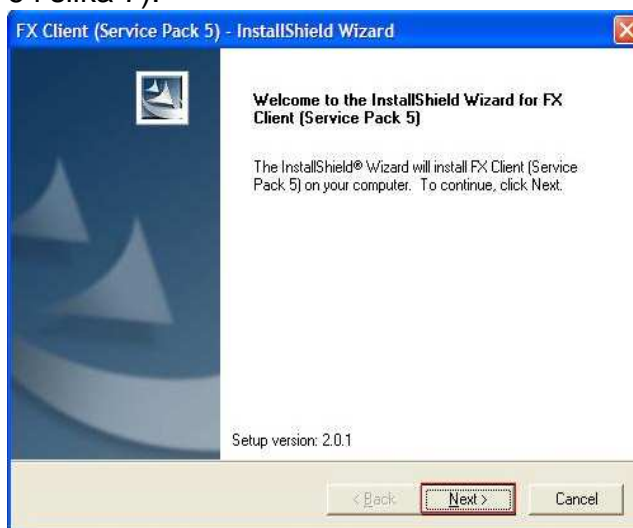 FX Client (Service Pack 5) - InstallShield Wizard
Welcome to the InstallShield Wizard for FX
Client (Service Pack 5)
The InstallShield® Wizard will install FX Client (Service
Pack 5) on your computer. To continue, click Next.
Setup version: 2.0.1
< Back Next > Cancel